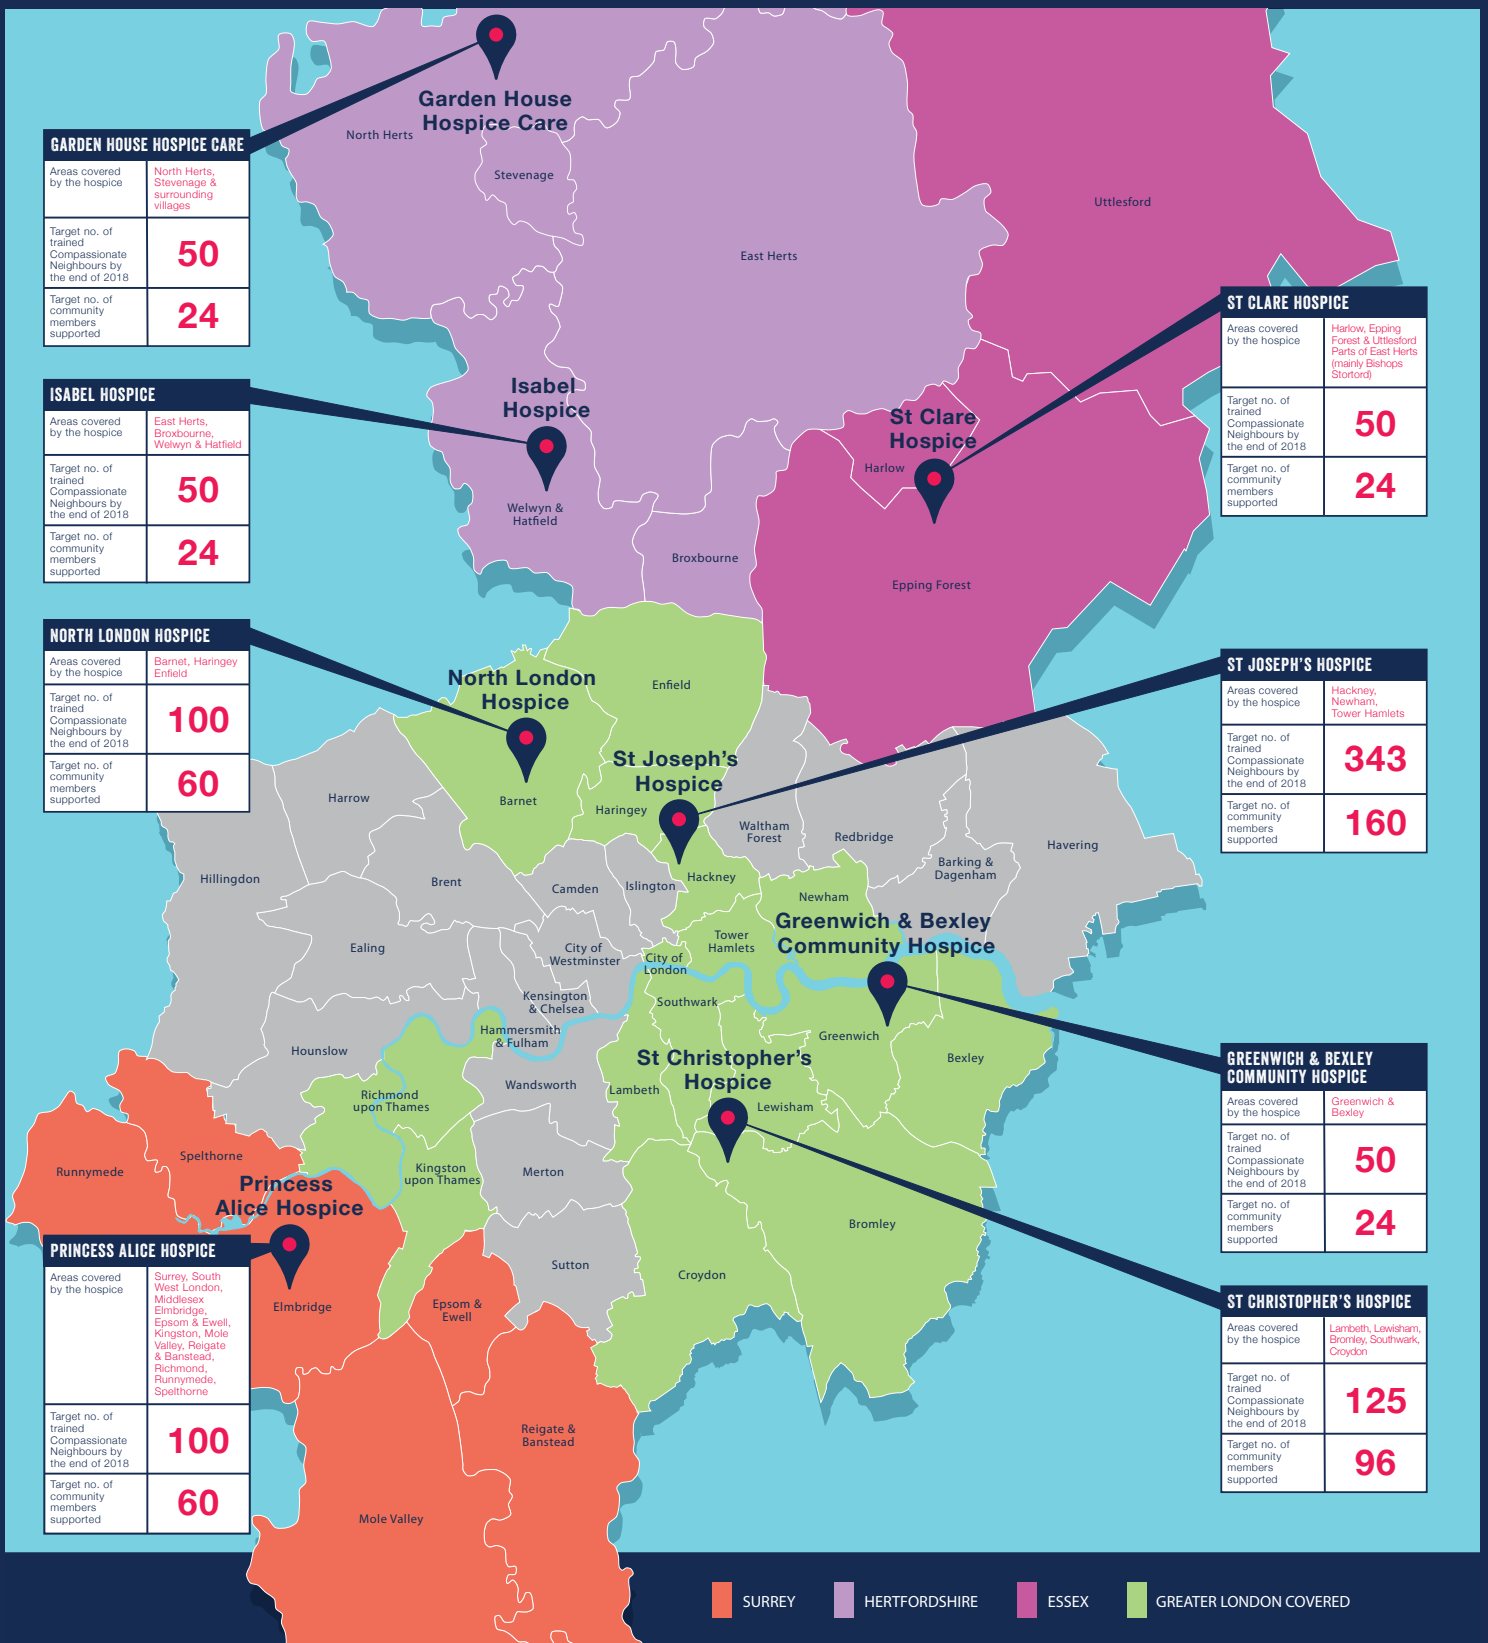 Garden House
Hospice Care
North Herts
Stevenage
East Herts
Uttlesford
GARDEN HOUSE HOSPICE CARE
Areas covered
by the hospice
North Herts,
Stevenage &
surrounding
villages
Target no. of
trained
Compassionate
Neighbours by
the end of 2018
50
Target no. of
community
members
supported
24
ISABEL HOSPICE
Areas covered
by the hospice
East Herts,
Broxbourne,
Welwyn & Hatfield
Target no. of
trained
Compassionate
Neighbours by
the end of 2018
50
Target no. of
community
members
supported
24
Isabel
Hospice
Welwyn &
Hatfield
Broxbourne
St Clare
Hospice
Harlow
Epping Forest
ST CLARE HOSPICE
Areas covered
by the hospice
Harlow, Epping
Forest & Uttlesford
Parts of East Herts
(mainly Bishops
Stortord)
Target no. of
trained
Compassionate
Neighbours by
the end of 2018
50
Target no. of
community
members
supported
24
NORTH LONDON HOSPICE
Areas covered
by the hospice
Barnet, Haringey
Enfield
Target no. of
trained
Compassionate
Neighbours by
the end of 2018
100
Target no. of
community
members
supported
60
North London
Hospice
Enfield
St Joseph's
Hospice
Barnet
Haringey
ST JOSEPH'S HOSPICE
Areas covered
by the hospice
Hackney,
Newham,
Tower Hamlets
Target no. of
trained
Compassionate
Neighbours by
the end of 2018
343
Target no. of
community
members
supported
160
Harrow
Waltham
Forest
Redbridge
Havering
Barking &
Dagenham
Hillingdon
Brent
Camden
Islington
Hackney
Newham
Greenwich & Bexley
Community Hospice
Ealing
City of
Westminster
City of
London
Tower
Hamlets
Kensington
& Chelsea
Southwark
Hammersmith
& Fulham
Hounslow
St Christopher's
Hospice
Greenwich
Bexley
Richmond
upon Thames
Wandsworth
Lambeth
Lewisham
GREENWICH & BEXLEY
COMMUNITY HOSPICE
Areas covered
by the hospice
Greenwich &
Bexley
Target no. of
trained
Compassionate
Neighbours by
the end of 2018
50
Target no. of
community
members
supported
24
Runnymede
Spelthorne
Kingston
upon Thames
Merton
Princess
Alice Hospice
Bromley
Sutton
Croydon
Elmbridge
Epsom &
Ewell
Reigate &
Banstead
Mole Valley
PRINCESS ALICE HOSPICE
Areas covered
by the hospice
Surrey, South
West London,
Middlesex
Elmbridge,
Epsom & Ewell,
Kingston, Mole
Valley, Reigate
& Banstead,
Richmond,
Runnymede,
Spelthorne
Target no. of
trained
Compassionate
Neighbours by
the end of 2018
100
Target no. of
community
members
supported
60
ST CHRISTOPHER'S HOSPICE
Areas covered
by the hospice
Lambeth, Lewisham,
Bromley, Southwark,
Croydon
Target no. of
trained
Compassionate
Neighbours by
the end of 2018
125
Target no. of
community
members
supported
96
SURREY
HERTFORDSHIRE
ESSEX
GREATER LONDON COVERED